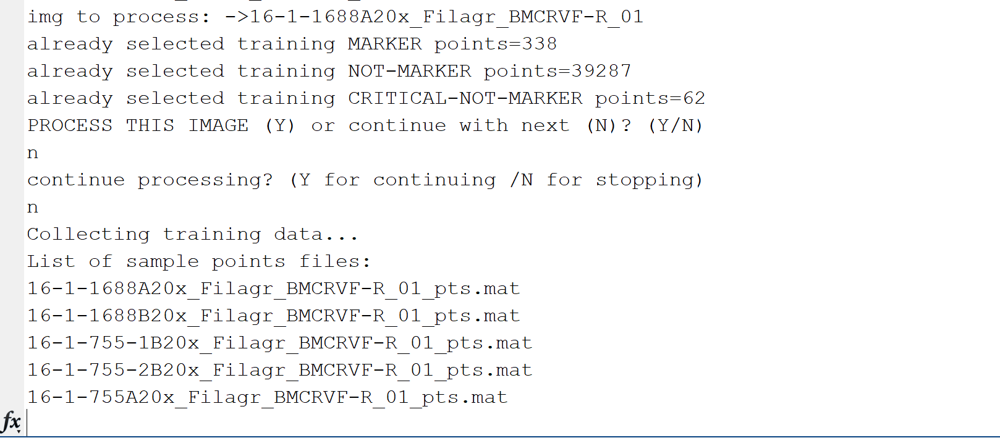 img to process: ->16-1-1688A20x_Filagr_BMCRVF-R_01
already selected training MARKER points=338
already selected training NOT-MARKER points=39287
already selected training CRITICAL-NOT-MARKER points=62
PROCESS THIS IMAGE (Y) or continue with next (N)? (Y/N)
n
continue processing? (Y for continuing /N for stopping)
n
Collecting training data...
List of sample points files:
16-1-1688A20x_Filagr_BMCRVF-R_01_pts.mat
16-1-1688B20x_Filagr_BMCRVF-R_01_pts.mat
16-1-755-1B20x_Filagr_BMCRVF-R_01_pts.mat
16-1-755-2B20x_Filagr_BMCRVF-R_01_pts.mat
16-1-755A20x_Filagr_BMCRVF-R_01_pts.mat
fx